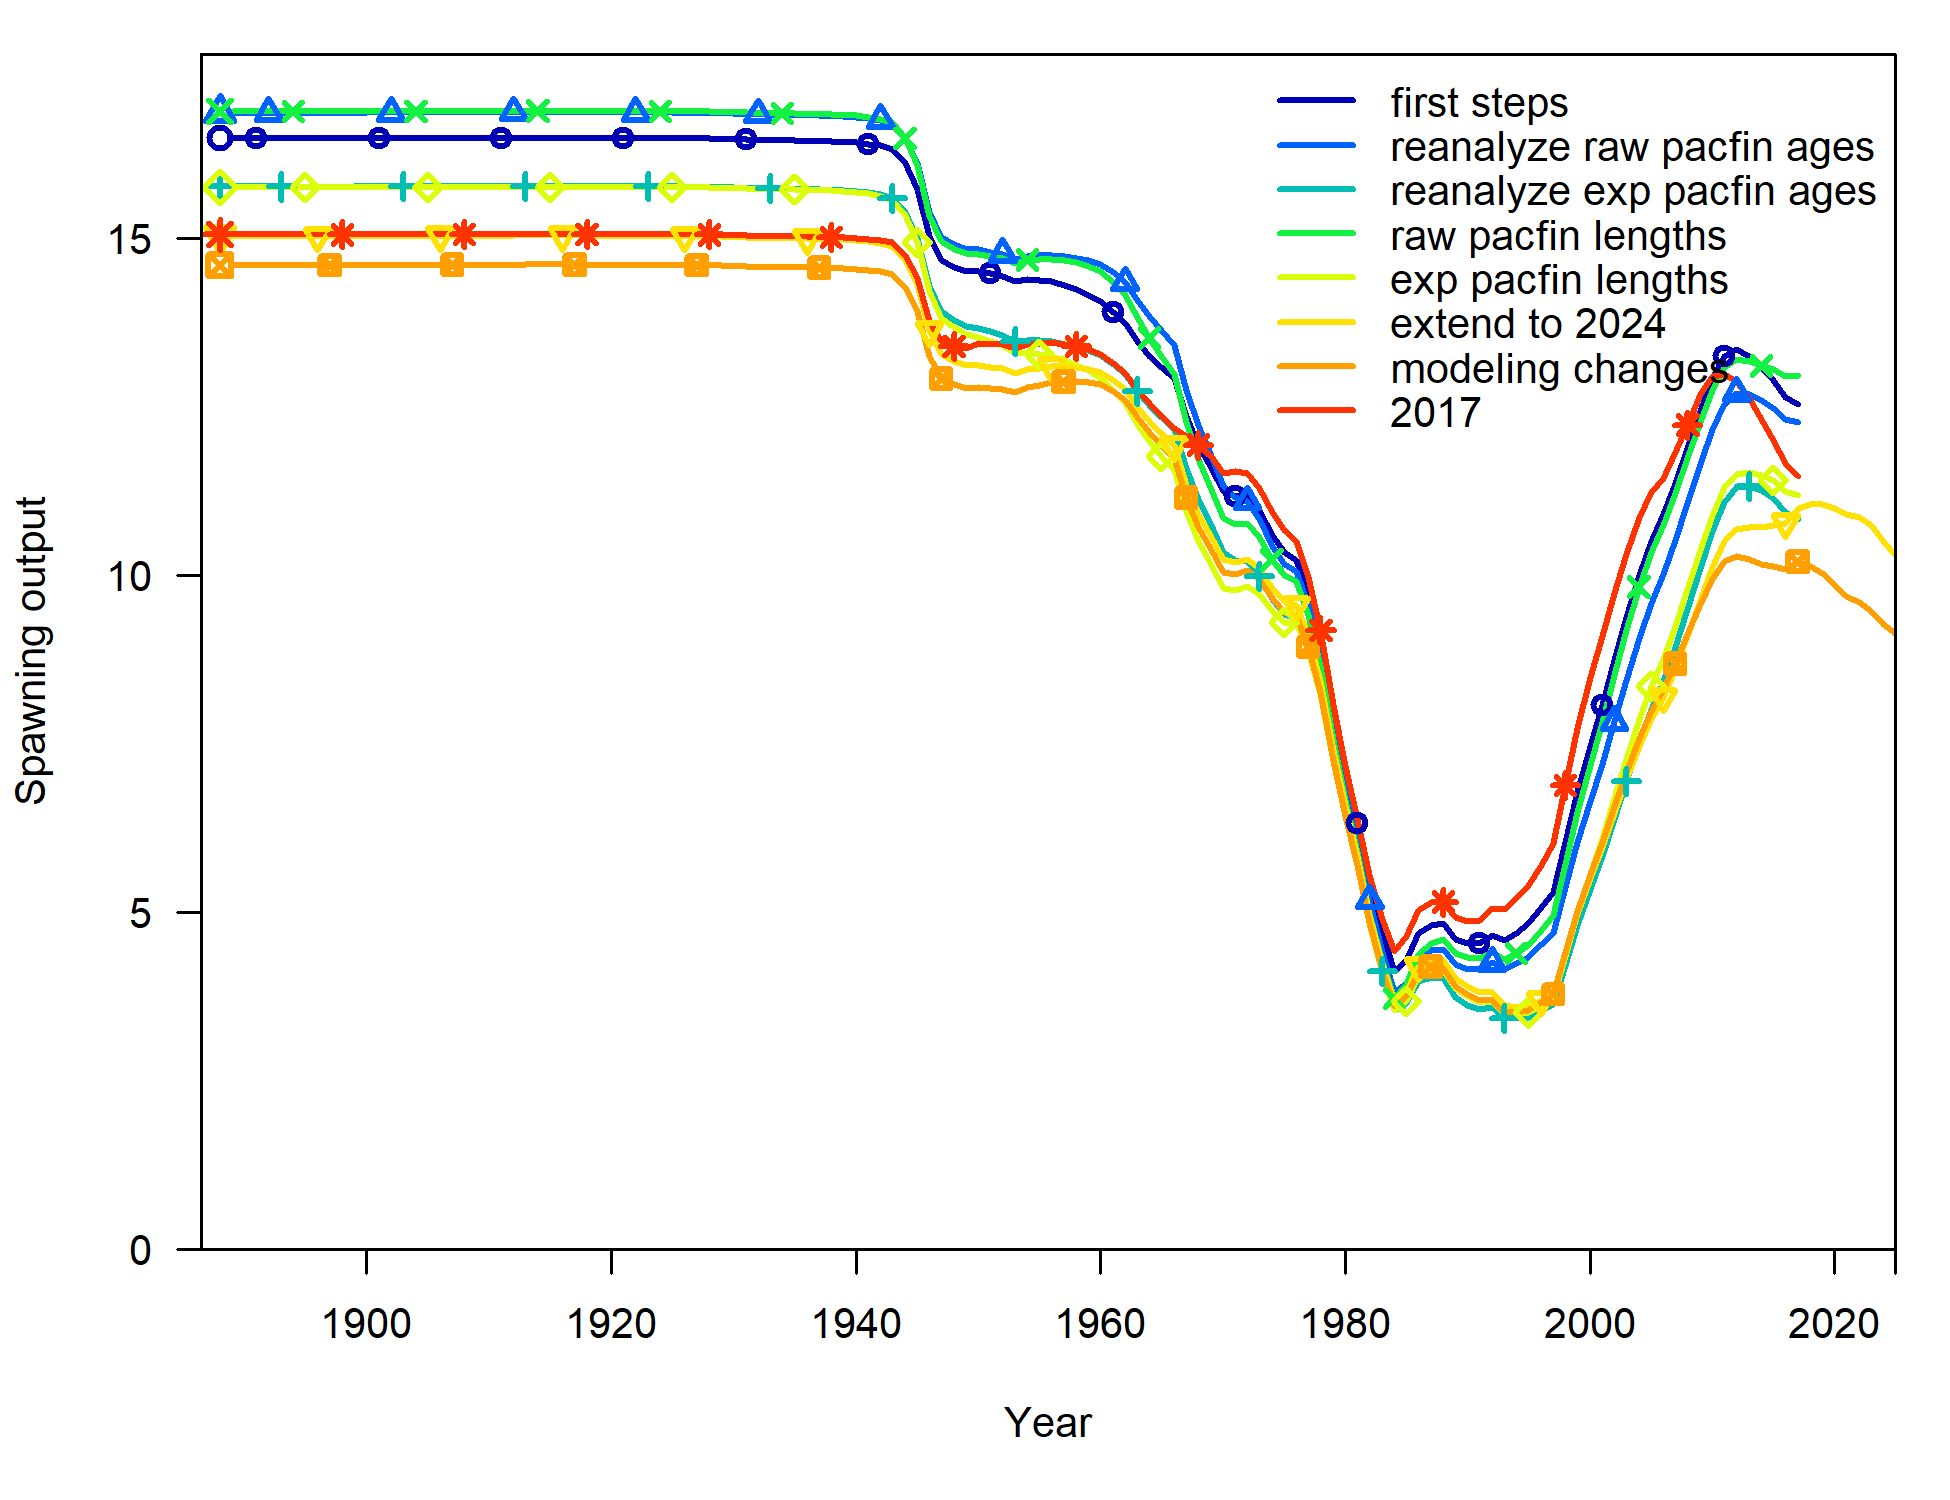 first steps
reanalyze raw pacfin ages
reanalyze exp pacfin ages
raw pacfin lengths
exp pacfin lengths
extend to 2024
modeling changes
2017
Spawning output
15
10
5
0
1900 1920 1940 1960 1980 2000 2020
Year